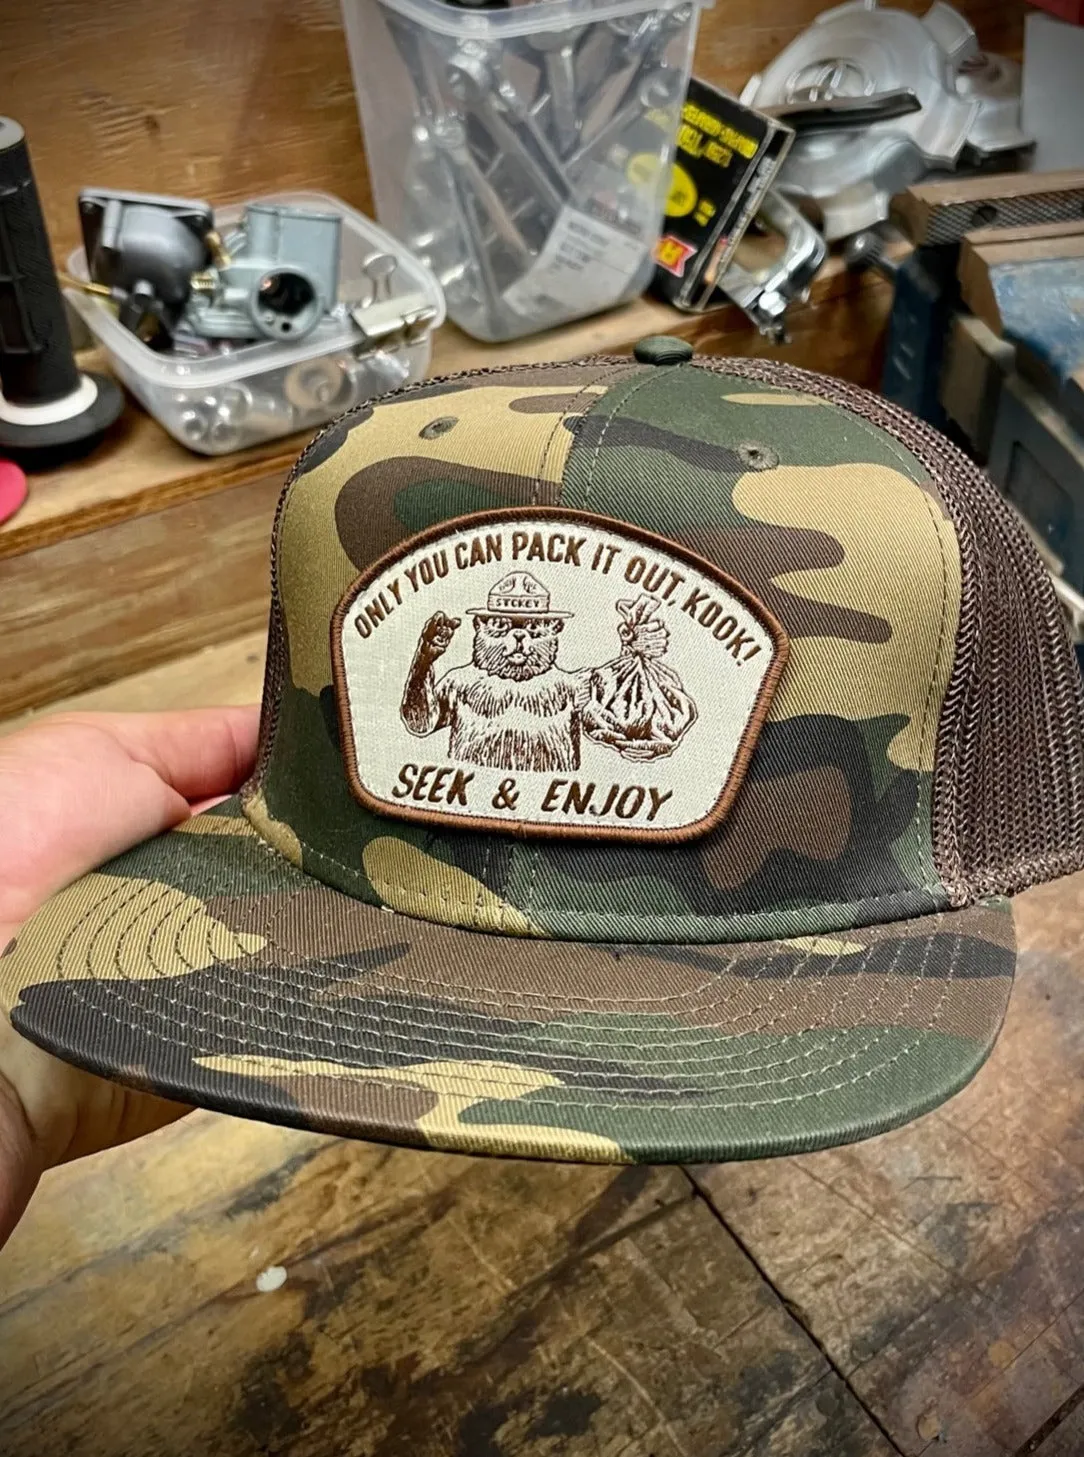 ONLY YOU CAN PACK IT OUT, KOOK!
STOKEY
SEEK & ENJOY